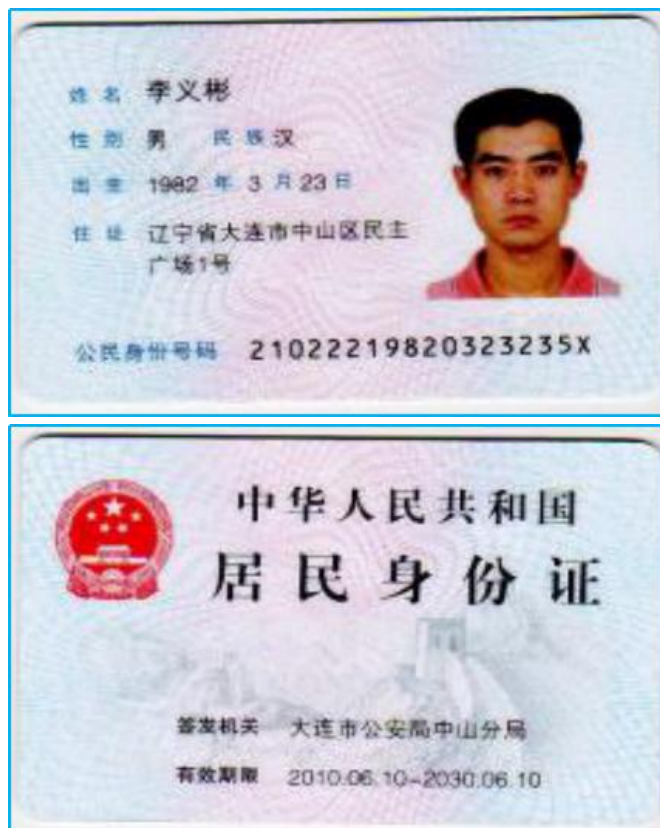 姓名 李义彬
性别 男 民族 汉
出生 1982 年 3 月 23 日
住址 辽宁省大连市中山区民主
广场1号
公民身份号码 21022219820323235X
中华人民共和国
居民身份证
签发机关 大连市公安局中山分局
有效期限 2010.06.10-2030.06.10